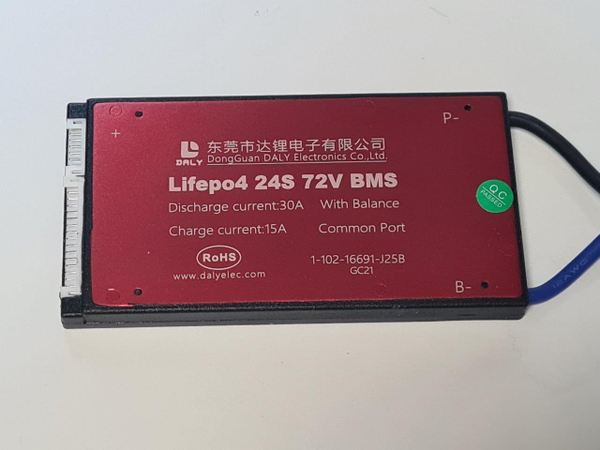 +
P-
DALY
东莞市达锂电子有限公司
DongGuan DALY Electronics Co.,Ltd.
Lifepo4 24S 72V BMS
Discharge current:30A With Balance
Charge current:15A Common Port
QC PASSED
RoHS
www.dalyelec.com
1-102-16691-J25B
GC21
-
B-
AWG